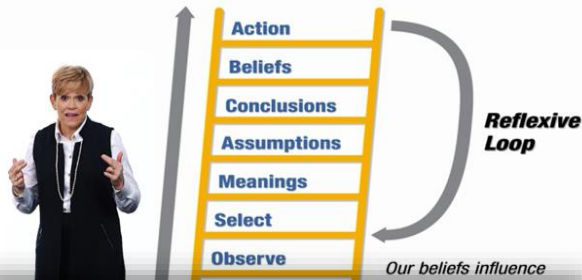 Action
Beliefs
Conclusions
Assumptions
Meanings
Select
Observe
Reflexive
Loop
Our beliefs influence